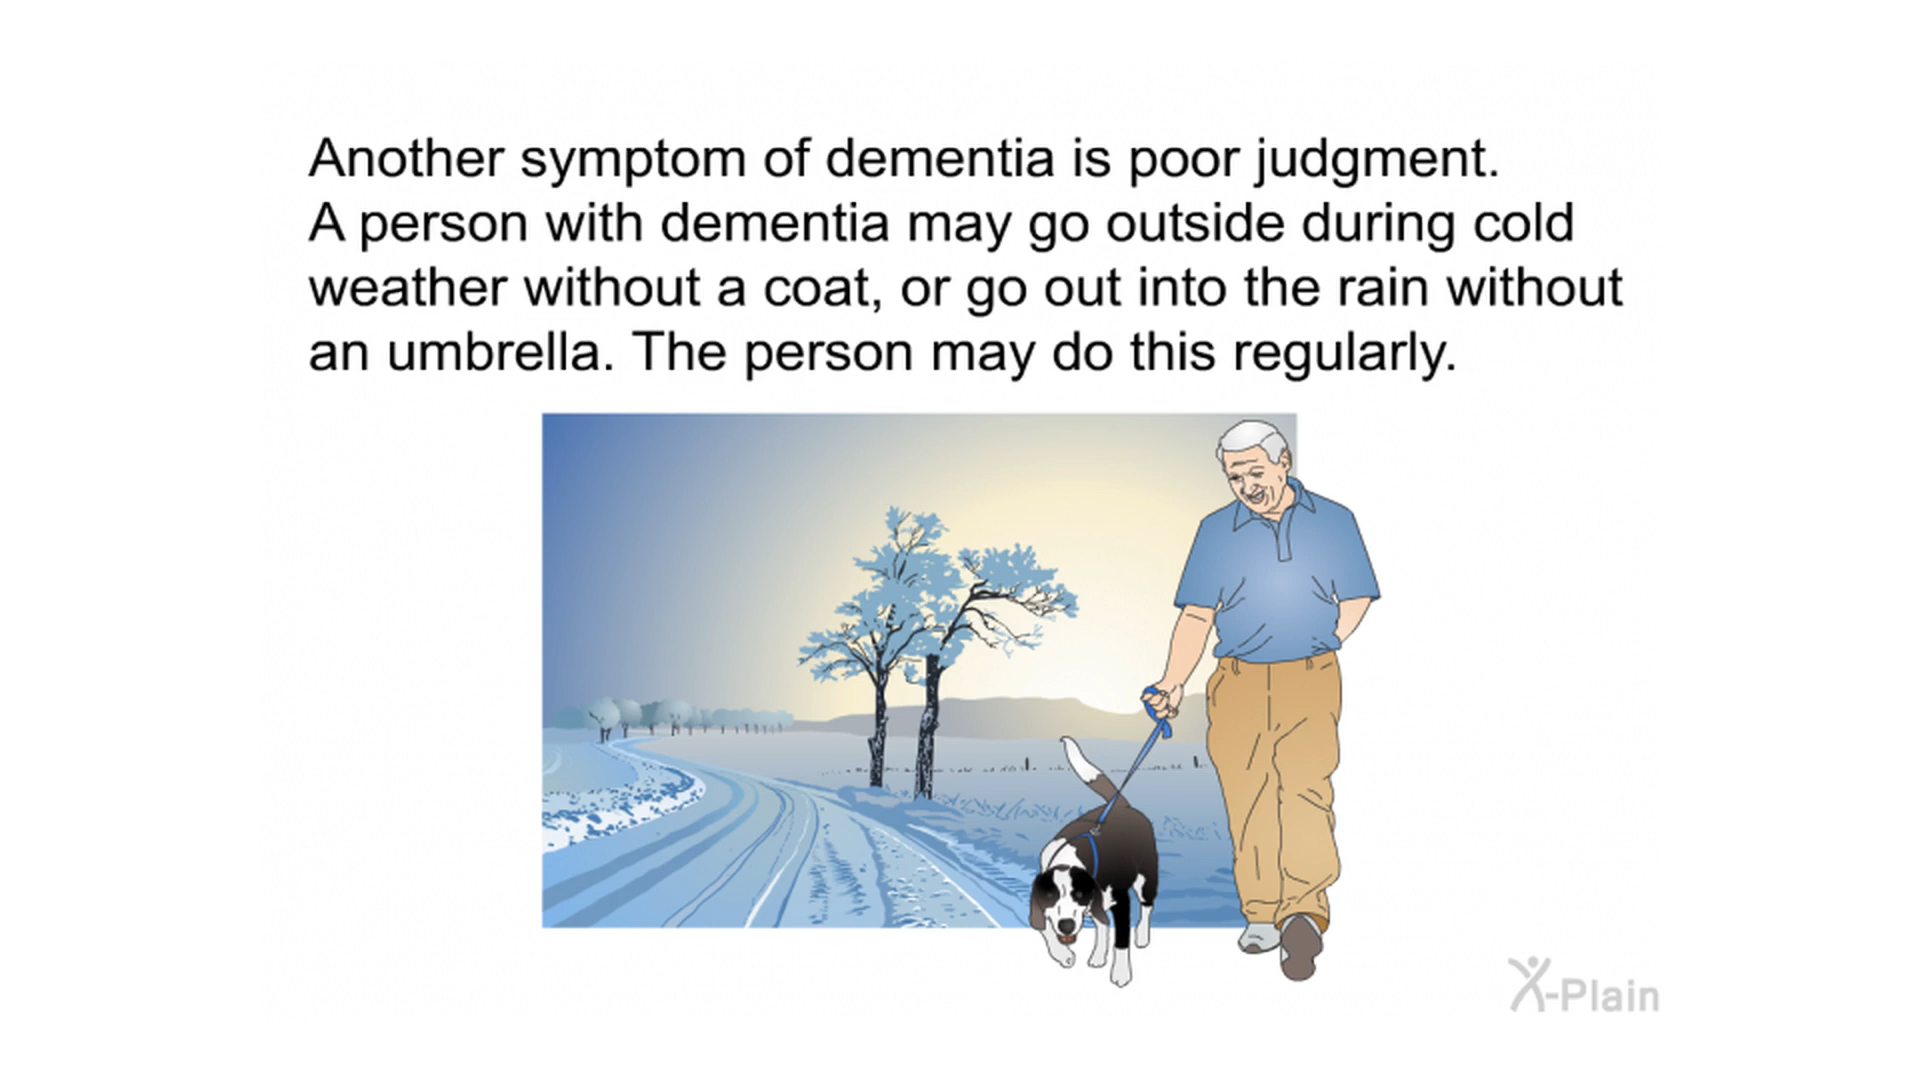 Another symptom of dementia is poor judgment.
A person with dementia may go outside during cold
weather without a coat, or go out into the rain without
an umbrella. The person may do this regularly.
X-Plain